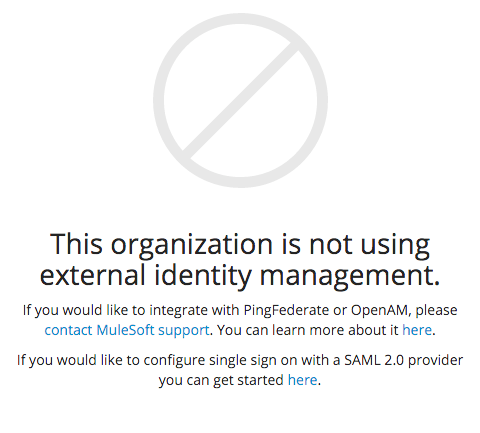 This organization is not using
external identity management.
If you would like to integrate with PingFederate or OpenAM, please
contact MuleSoft support. You can learn more about it here.
If you would like to configure single sign on with a SAML 2.0 provider
you can get started here.